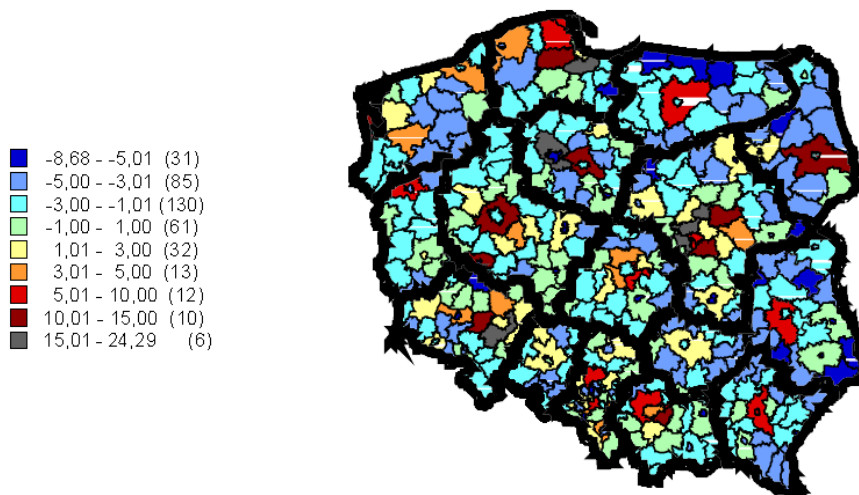 -8,68 - -5,01 (31)
-5,00 - -3,01 (85)
-3,00 - -1,01 (130)
-1,00 - 1,00 (61)
1,01 - 3,00 (32)
3,01 - 5,00 (13)
5,01 - 10,00 (12)
10,01 - 15,00 (10)
15,01 - 24,29 (6)